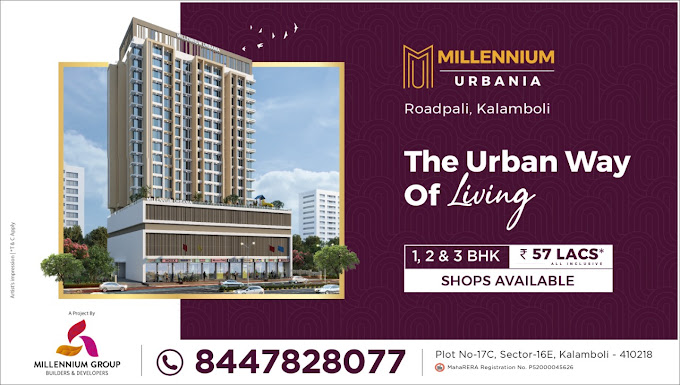 MILLENNIUM URBANIA
MILLENNIUM
URBANIA
Roadpali, Kalamboli
The Urban Way
Of Living
1, 2 & 3 BHK
₹ 57 LACS*
ALL INCLUSIVE
SHOPS AVAILABLE
Artist's impression | *T & C Apply
A Project By
MILLENNIUM GROUP
BUILDERS & DEVELOPERS
8447828077
Plot No-17C, Sector-16E, Kalamboli - 410218
MahaRERA Registration No. P52000045626